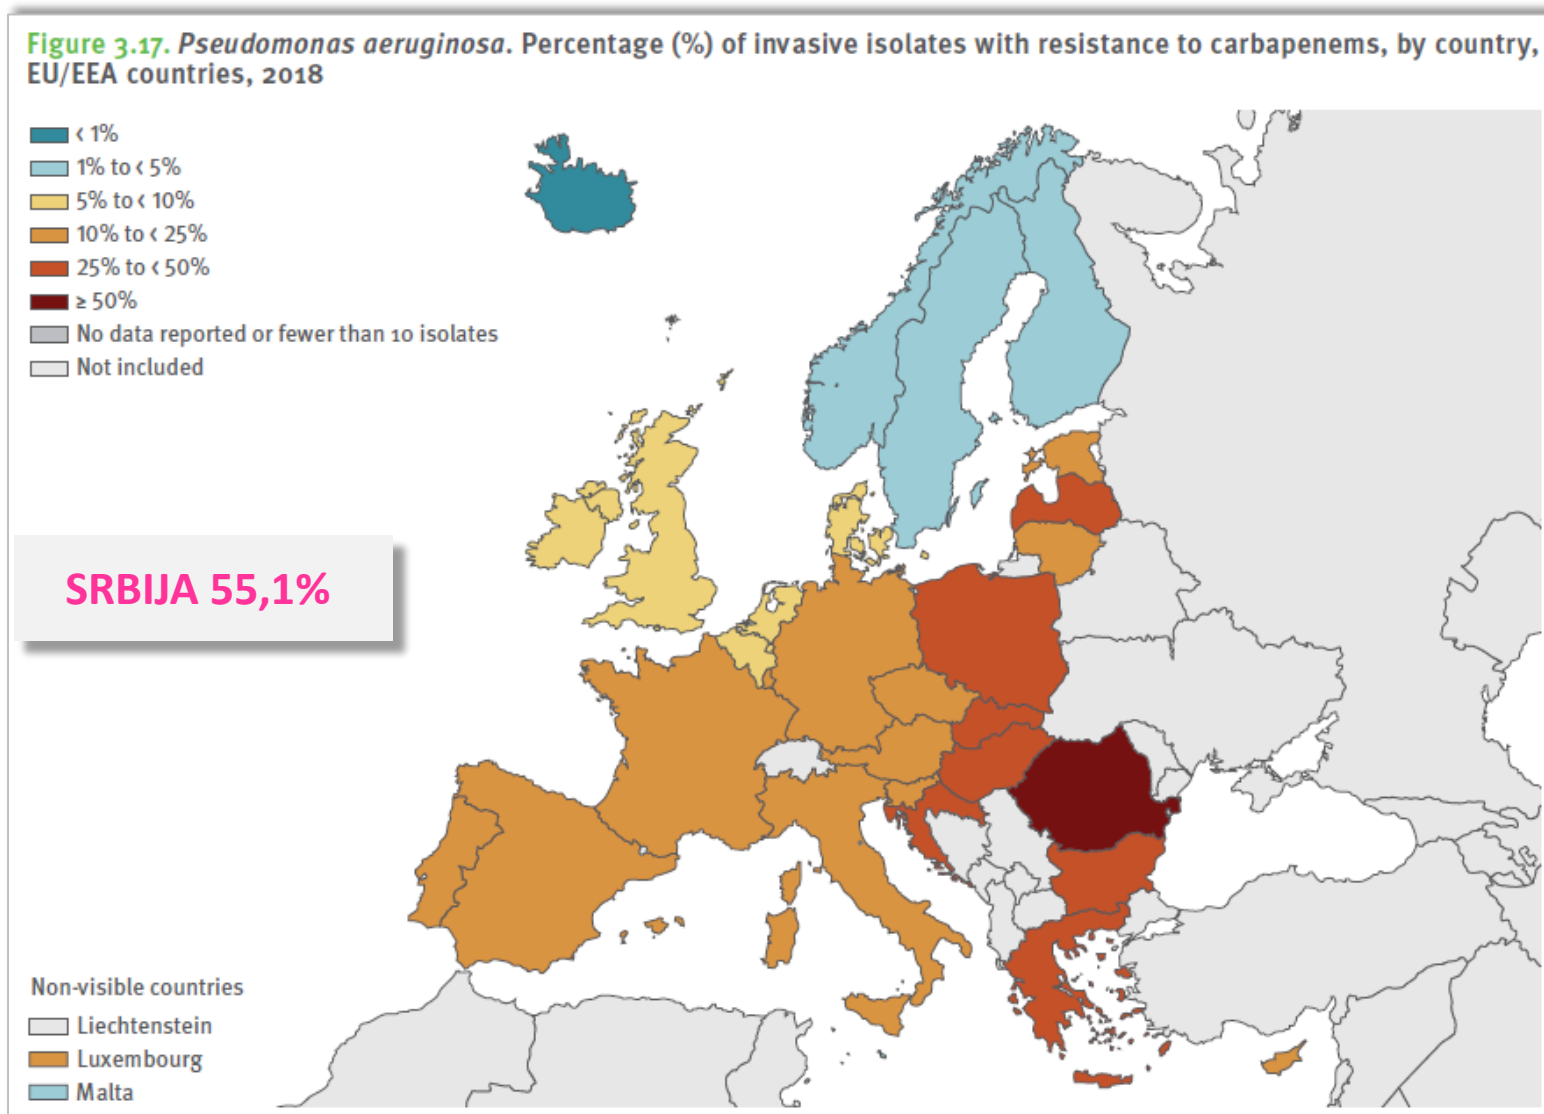 Figure 3.17. Pseudomonas aeruginosa. Percentage (%) of invasive isolates with resistance to carbapenems, by country,
EU/EEA countries, 2018
< 1%
1% to < 5%
5% to < 10%
10% to < 25%
25% to < 50%
≥ 50%
No data reported or fewer than 10 isolates
Not included
SRBIJA 55,1%
Non-visible countries
Liechtenstein
Luxembourg
Malta